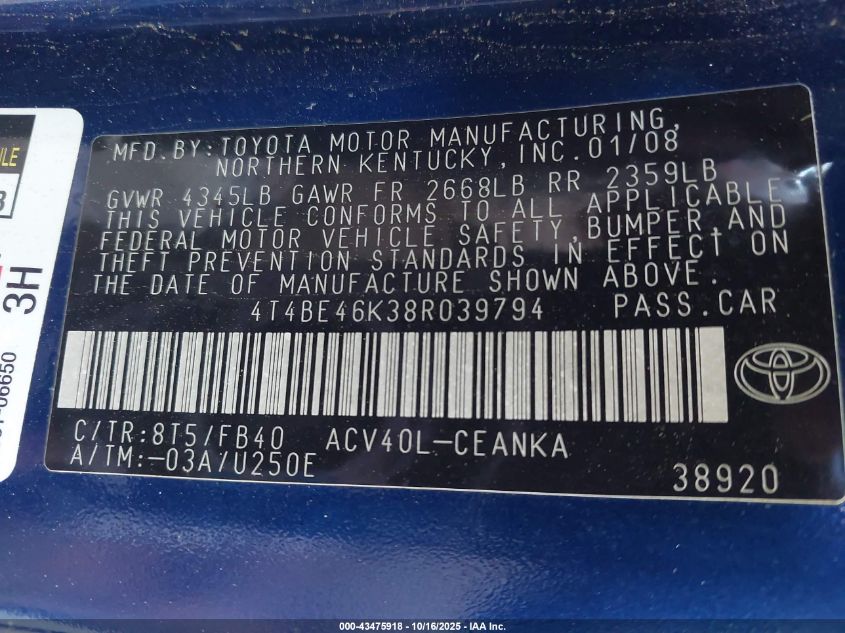 MFD.BY:TOYOTA MOTOR MANUFACTURING,
NORTHERN KENTUCKY,INC.01/08
GVWR 4345LB GAWR FR 2668LB RR 2359LB
THIS VEHICLE CONFORMS TO ALL APPLICABLE
FEDERAL MOTOR VEHICLE SAFETY,BUMPER,AND
THEFT PREVENTION STANDARDS IN EFFECT ON
THE DATE OF MANUFACTURE SHOWN ABOVE.
4T4BE46K38R039794 PASS.CAR
C/TR:8T5/FB40 ACV40L-CEANKA
A/TM:-03A/U250E
38920
3H
06650
000-43475918 - 10/16/2025 - IAA Inc.